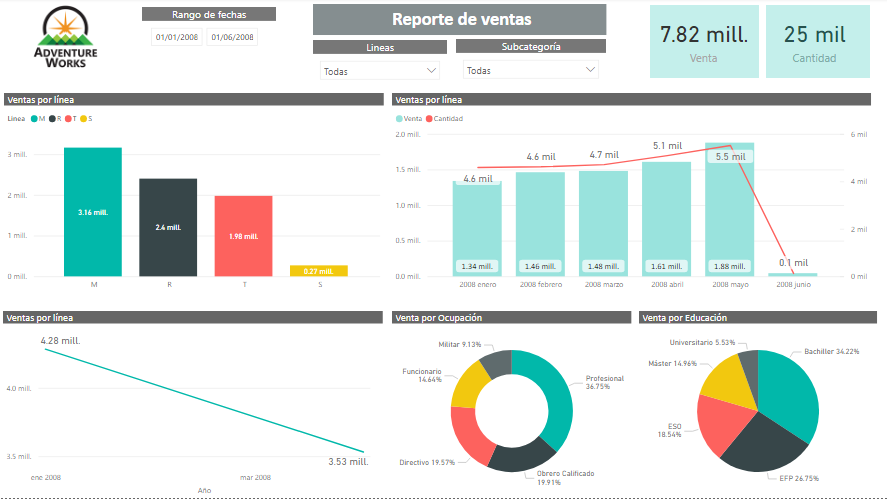 ADVENTURE
WORKS
Rango de fechas
01/01/2008 01/06/2008
Reporte de ventas
Lineas
Todas
Subcategoría
Todas
7.82 mill.
Venta
25 mil
Cantidad
Ventas por línea
Linea M R T S
3 mill.
2 mill.
1 mill.
0 mill.
3.16 mill.
2.4 mill.
1.98 mill.
0.27 mill.
M R T S
Ventas por línea
Venta Cantidad
2.0 mill.
1.5 mill.
1.0 mill.
0.5 mill.
0.0 mill.
6 mil
4 mil
2 mil
0 mil
4.6 mil
4.6 mil
4.7 mil
5.1 mil
5.5 mil
0.1 mil
1.34 mill.
1.46 mill.
1.48 mill.
1.61 mill.
1.88 mill.
2008 enero 2008 febrero 2008 marzo 2008 abril 2008 mayo 2008 junio
Ventas por línea
4.28 mill.
4.0 mill.
3.5 mill.
3.53 mill.
ene 2008 mar 2008
Año
Venta por Ocupación
Militar 9.13%
Funcionario
14.64%
Profesional
36.75%
Directivo 19.57%
Obrero Calificado
19.91%
Venta por Educación
Universitario 5.53%
Máster 14.96%
Bachiller 34.22%
ESO
18.54%
EFP 26.75%